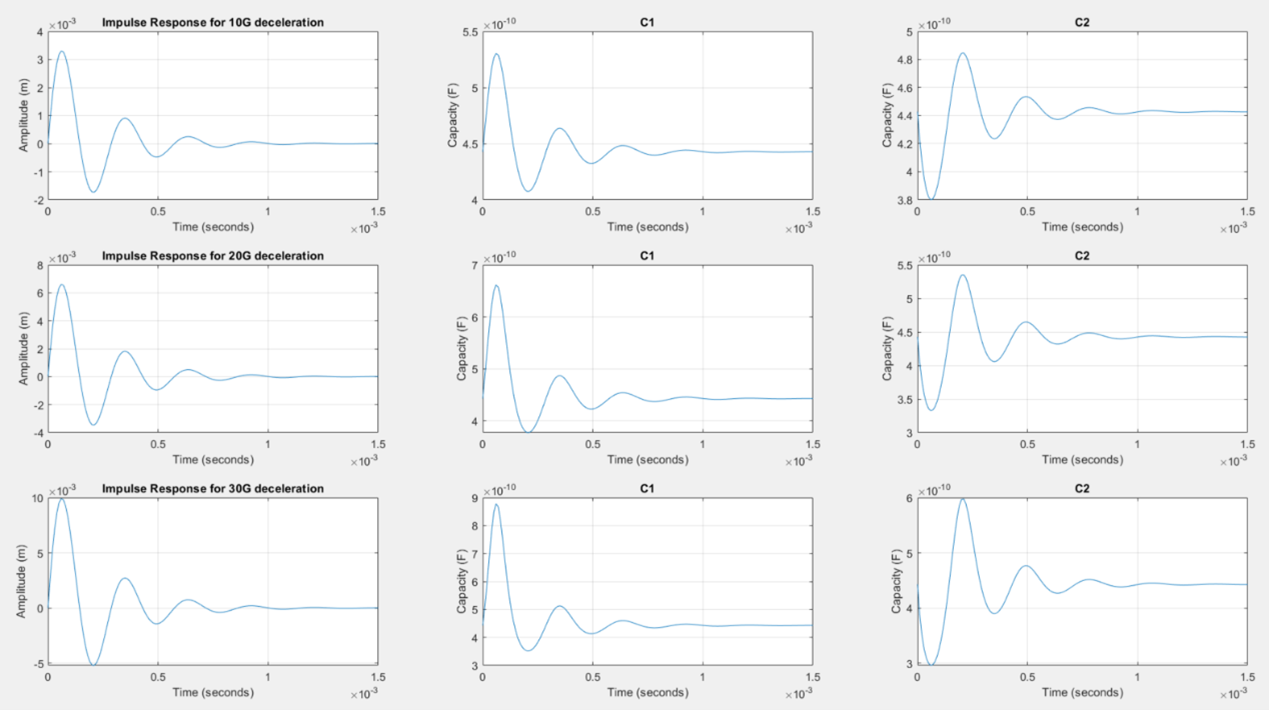 Impulse Response for 10G deceleration
×10⁻³
Amplitude (m)
4
3
2
1
0
-1
-2
0 0.5 1 1.5
Time (seconds)
×10⁻³
C1
×10⁻¹⁰
Capacity (F)
5.5
5
4.5
4
0 0.5 1 1.5
Time (seconds)
×10⁻³
C2
×10⁻¹⁰
Capacity (F)
5
4.8
4.6
4.4
4.2
4
3.8
0 0.5 1 1.5
Time (seconds)
×10⁻³
Impulse Response for 20G deceleration
×10⁻³
Amplitude (m)
8
6
4
2
0
-2
-4
0 0.5 1 1.5
Time (seconds)
×10⁻³
C1
×10⁻¹⁰
Capacity (F)
7
6
5
4
0 0.5 1 1.5
Time (seconds)
×10⁻³
C2
×10⁻¹⁰
Capacity (F)
5.5
5
4.5
4
3.5
3
0 0.5 1 1.5
Time (seconds)
×10⁻³
Impulse Response for 30G deceleration
×10⁻³
Amplitude (m)
10
5
0
-5
0 0.5 1 1.5
Time (seconds)
×10⁻³
C1
×10⁻¹⁰
Capacity (F)
9
8
7
6
5
4
3
0 0.5 1 1.5
Time (seconds)
×10⁻³
C2
×10⁻¹⁰
Capacity (F)
6
5
4
3
0 0.5 1 1.5
Time (seconds)
×10⁻³